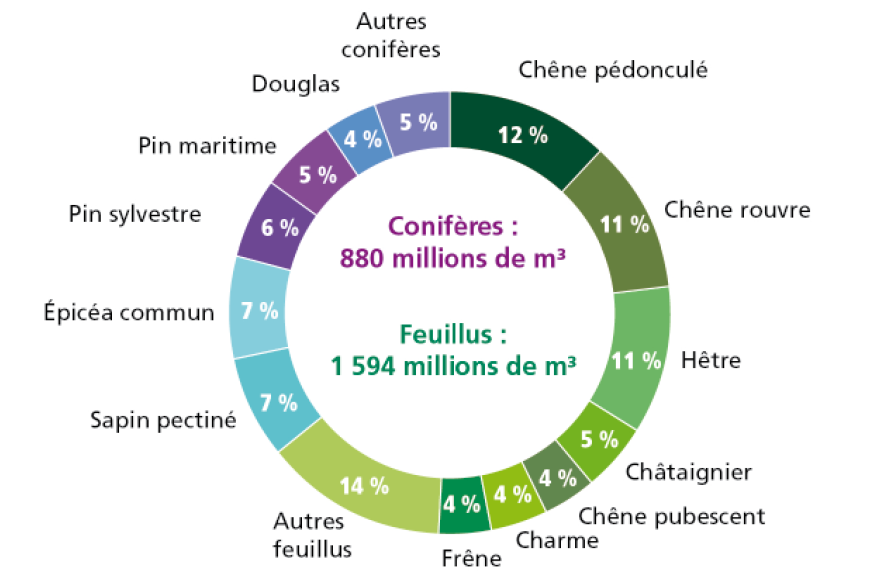 Autres
conifères
Douglas
Chêne pédonculé
5 %
4 %
12 %
Pin maritime
5 %
Pin sylvestre
6 %
Chêne rouvre
11 %
Conifères :
880 millions de m³
Épicéa commun
7 %
Feuillus :
1 594 millions de m³
Hêtre
11 %
Sapin pectiné
7 %
5 %
Châtaignier
14 %
4 %
4 %
4 %
Chêne pubescent
Autres
feuillus
Charme
Frêne